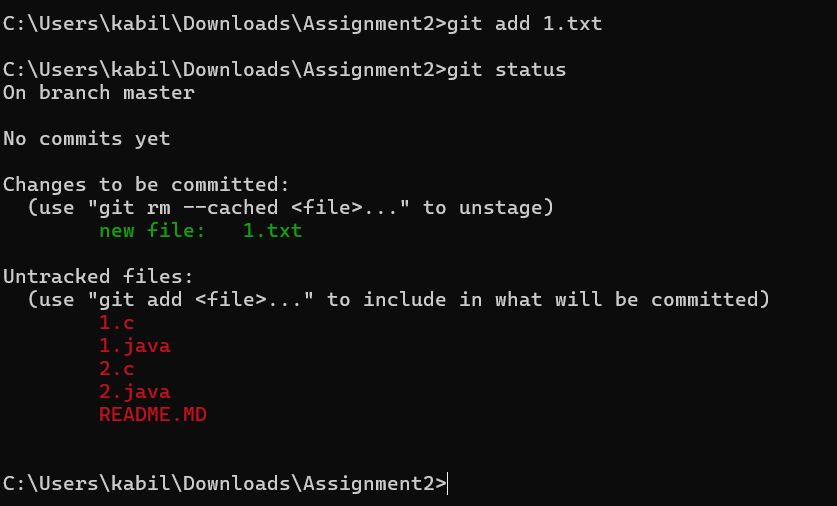 C:\Users\kabil\Downloads\Assignment2>git add 1.txt
C:\Users\kabil\Downloads\Assignment2>git status
On branch master
No commits yet
Changes to be committed:
  (use "git rm --cached <file>..." to unstage)
        new file:   1.txt
Untracked files:
  (use "git add <file>..." to include in what will be committed)
        1.c
        1.java
        2.c
        2.java
        README.MD
C:\Users\kabil\Downloads\Assignment2>